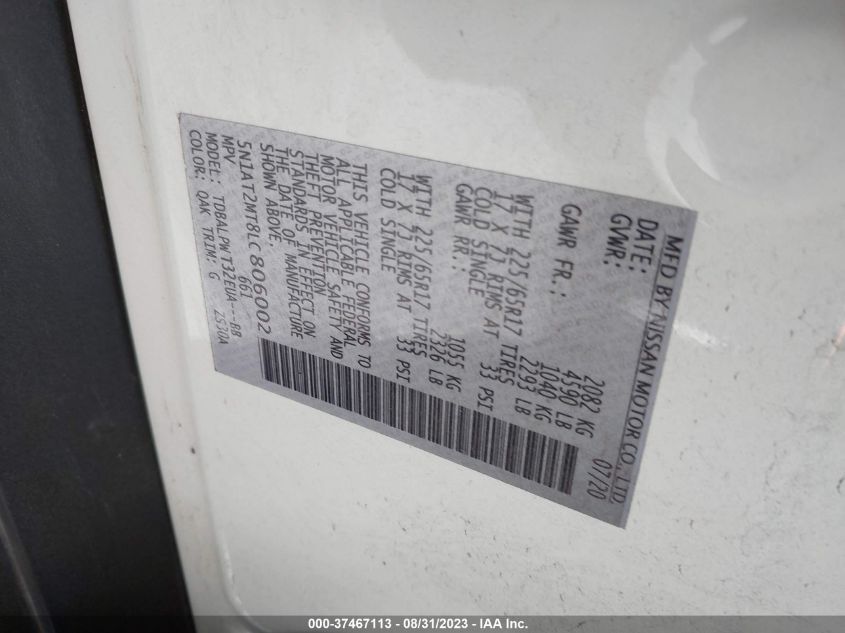 MFD BY NISSAN MOTOR CO., LTD.
DATE: 07/20
GVWR: 2082 KG
4590 LB
GAWR FR.: 1040 KG
2293 LB
WITH 225/65R17 TIRES
17 X 7J RIMS AT 33 PSI
COLD SINGLE
GAWR RR.: 1055 KG
2326 LB
WITH 225/65R17 TIRES
17 X 7J RIMS AT 33 PSI
COLD SINGLE
THIS VEHICLE CONFORMS TO
ALL APPLICABLE FEDERAL
MOTOR VEHICLE SAFETY AND
THEFT PREVENTION
STANDARDS IN EFFECT ON
THE DATE OF MANUFACTURE
SHOWN ABOVE.
5N1AT2MT8LC806002
MPV 661
MODEL: TDBALPWT32EUA---BB
COLOR: QAK TRIM: G Z530A
000-37467113 - 08/31/2023 - IAA Inc.